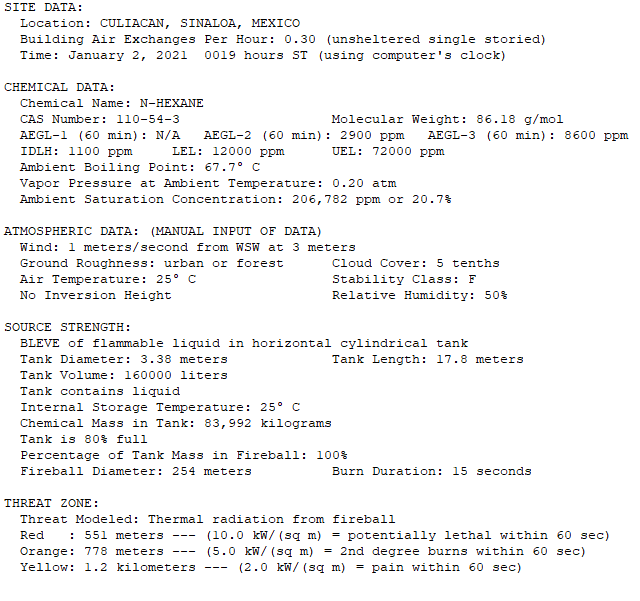 SITE DATA:
Location: CULIACAN, SINALOA, MEXICO
Building Air Exchanges Per Hour: 0.30 (unsheltered single storied)
Time: January 2, 2021  0019 hours ST (using computer's clock)
CHEMICAL DATA:
Chemical Name: N-HEXANE
CAS Number: 110-54-3                     Molecular Weight: 86.18 g/mol
AEGL-1 (60 min): N/A   AEGL-2 (60 min): 2900 ppm   AEGL-3 (60 min): 8600 ppm
IDLH: 1100 ppm     LEL: 12000 ppm      UEL: 72000 ppm
Ambient Boiling Point: 67.7° C
Vapor Pressure at Ambient Temperature: 0.20 atm
Ambient Saturation Concentration: 206,782 ppm or 20.7%
ATMOSPHERIC DATA: (MANUAL INPUT OF DATA)
Wind: 1 meters/second from WSW at 3 meters
Ground Roughness: urban or forest        Cloud Cover: 5 tenths
Air Temperature: 25° C                 Stability Class: F
No Inversion Height                    Relative Humidity: 50%
SOURCE STRENGTH:
BLEVE of flammable liquid in horizontal cylindrical tank
Tank Diameter: 3.38 meters             Tank Length: 17.8 meters
Tank Volume: 160000 liters
Tank contains liquid
Internal Storage Temperature: 25° C
Chemical Mass in Tank: 83,992 kilograms
Tank is 80% full
Percentage of Tank Mass in Fireball: 100%
Fireball Diameter: 254 meters          Burn Duration: 15 seconds
THREAT ZONE:
Threat Modeled: Thermal radiation from fireball
Red   : 551 meters --- (10.0 kW/(sq m) = potentially lethal within 60 sec)
Orange: 778 meters --- (5.0 kW/(sq m) = 2nd degree burns within 60 sec)
Yellow: 1.2 kilometers --- (2.0 kW/(sq m) = pain within 60 sec)